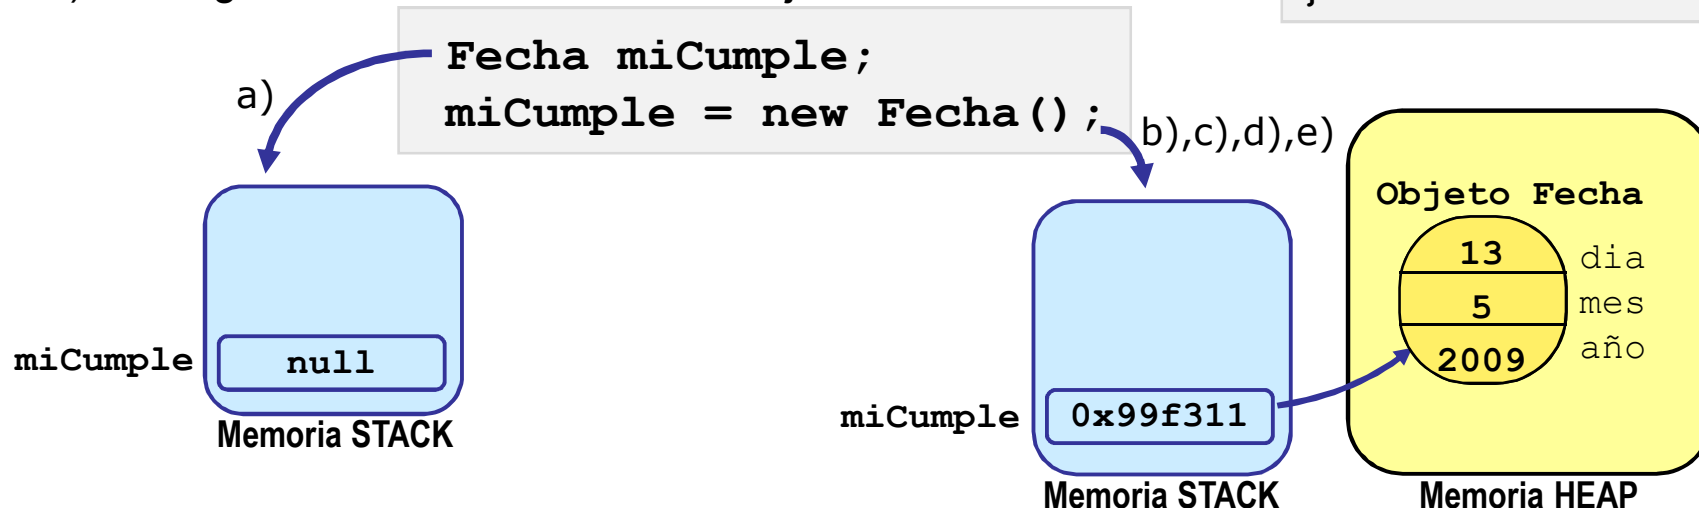 Fecha miCumple;
miCumple = new Fecha();
a)
b),c),d),e)
Objeto Fecha
13 dia
5 mes
2009 año
miCumple null
miCumple 0x99f311
Memoria STACK
Memoria STACK
Memoria HEAP